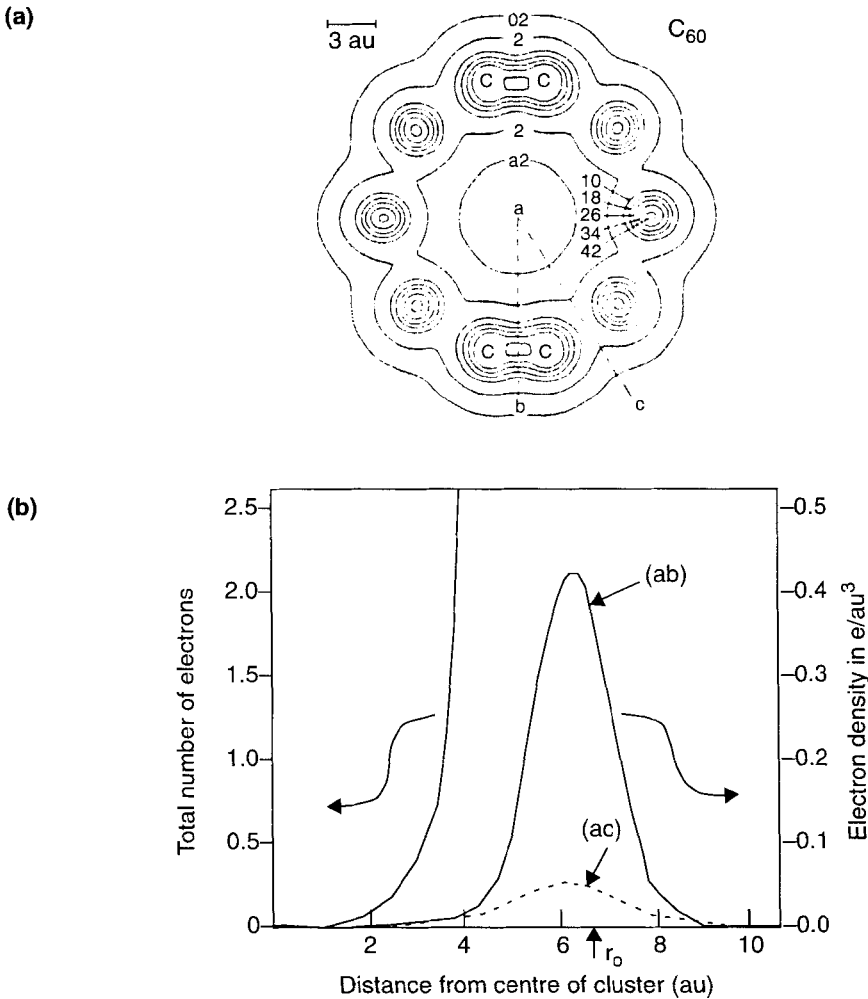 (a)
3 au
C60
02
2
C C
2
a2
a
10
18
26
34
42
C C
b
c
(b)
2.5
2.0
1.5
1.0
0.5
0
Total number of electrons
–0.5
–0.4
–0.3
–0.2
–0.1
–0.0
Electron density in e/au³
(ab)
(ac)
2 4 6 8 10
r₀
Distance from centre of cluster (au)